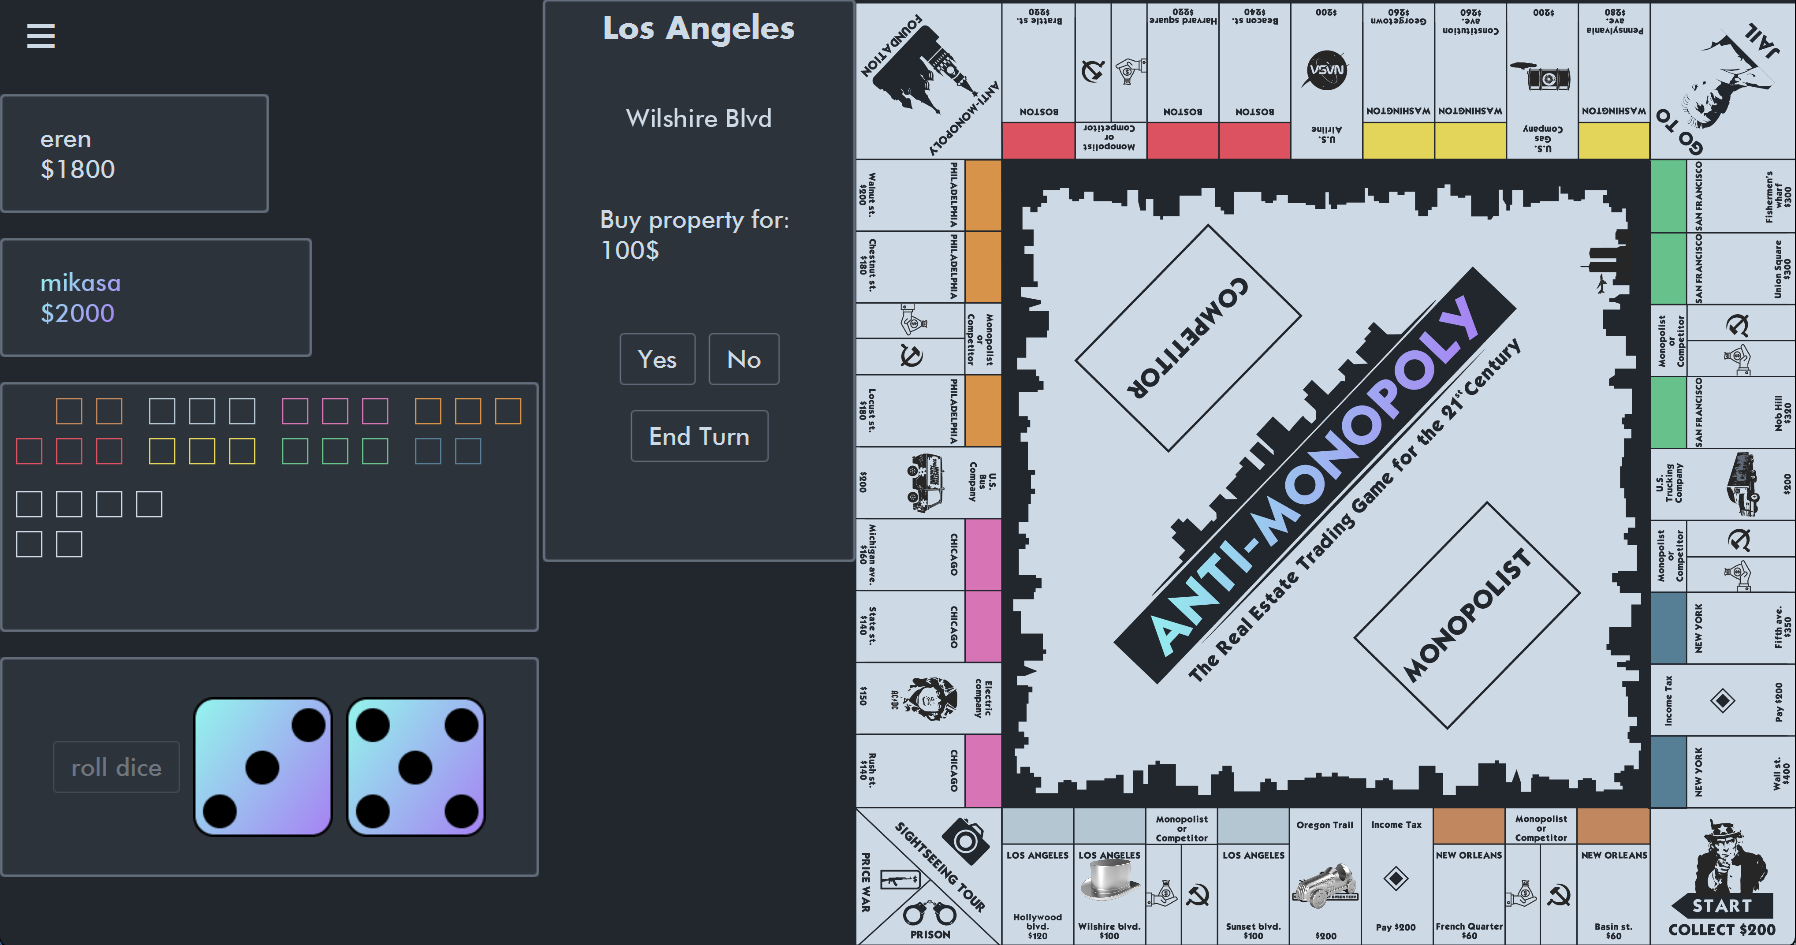 eren
$1800
mikasa
$2000
roll dice
Los Angeles
Wilshire Blvd
Buy property for:
100$
Yes
No
End Turn
FOUNDATION
ANTI-MONOPOLY
$220
Brattle st.
BOSTON
Monopolist
or
Competitor
$220
Harvard square
BOSTON
$240
Beacon st.
BOSTON
$200
VSVN
U.S.
Airline
$260
Georgetown
WASHINGTON
$260
Constitution
ave.
WASHINGTON
$200
U.S.
Gas
Company
$280
Pennsylvania
ave.
WASHINGTON
GO TO
JAIL
Walnut st.
$200
PHILADELPHIA
Chestnut st.
$180
PHILADELPHIA
Monopolist
or
Competitor
Locust st.
$180
PHILADELPHIA
$200
U.S.
Bus
Company
Michigan ave.
$160
CHICAGO
State st.
$140
CHICAGO
$150
AC⚡DC
Electric
company
Rush st.
$140
CHICAGO
COMPETITOR
ANTI-MONOPOLY
The Real Estate Trading Game for the 21st Century
MONOPOLIST
SAN FRANCISCO
Fishermen's
wharf
$300
SAN FRANCISCO
Union Square
$300
Monopolist
or
Competitor
SAN FRANCISCO
Nob Hill
$320
U.S.
Trucking
Company
$200
Monopolist
or
Competitor
NEW YORK
Fifth ave.
$350
Income Tax
Pay $200
NEW YORK
Wall st.
$400
SIGHTSEEING TOUR
PRICE WAR
PRISON
LOS ANGELES
Hollywood
blvd.
$120
LOS ANGELES
Wilshire blvd.
$100
Monopolist
or
Competitor
LOS ANGELES
Sunset blvd.
$100
Oregon Trail
$200
Income Tax
Pay $200
NEW ORLEANS
French Quarter
$60
Monopolist
or
Competitor
NEW ORLEANS
Basin st.
$60
START
COLLECT $200